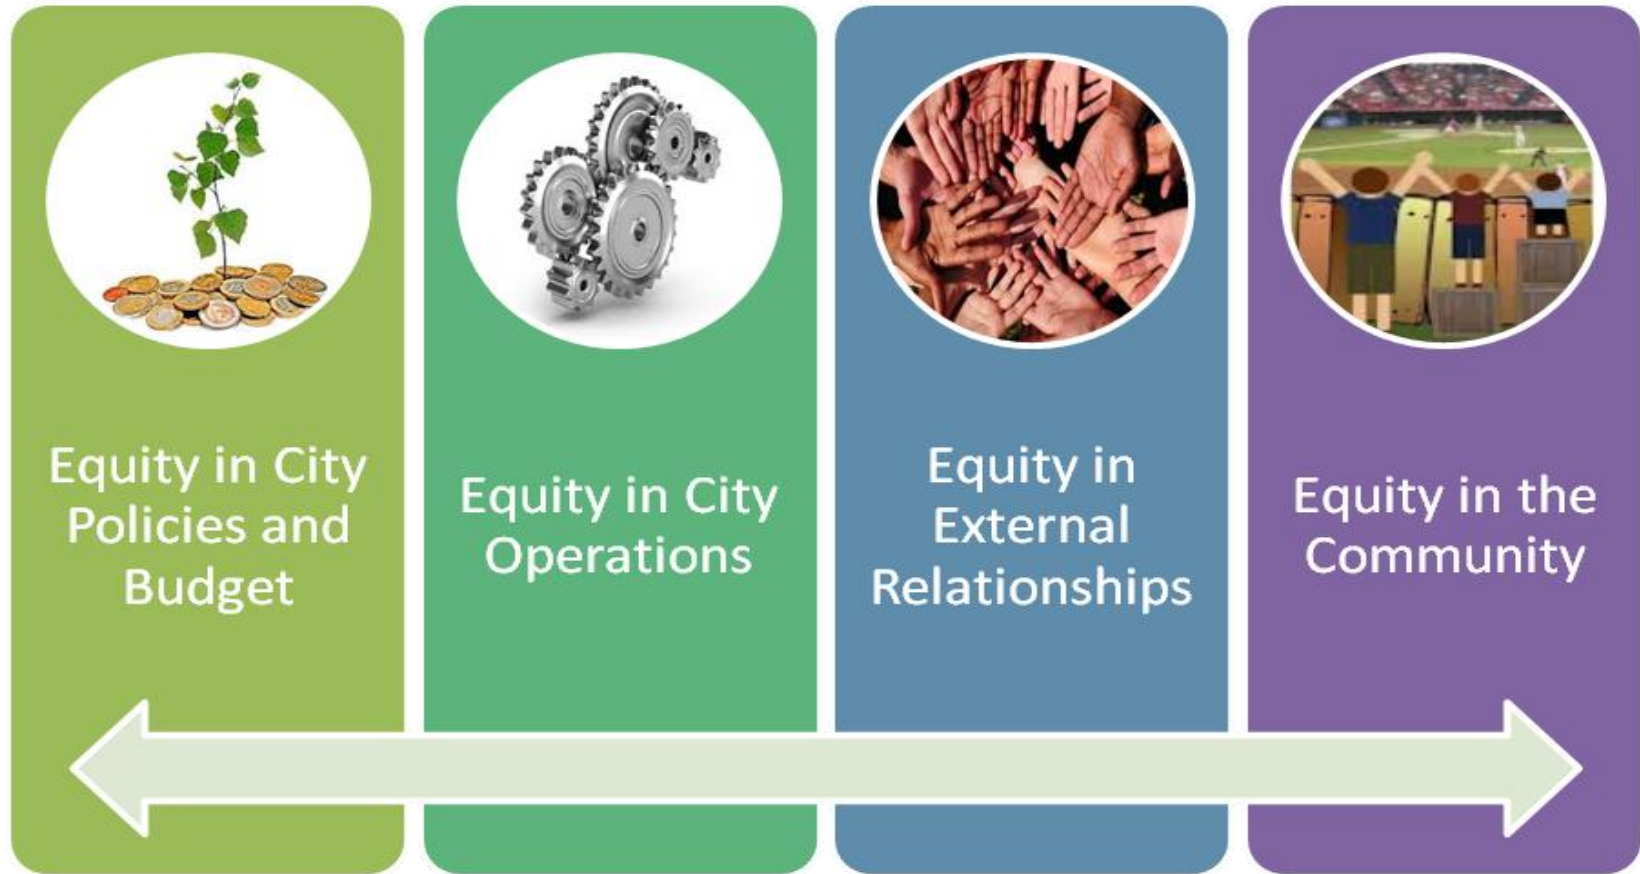 Equity in City
Policies and
Budget
Equity in City
Operations
Equity in
External
Relationships
Equity in the
Community